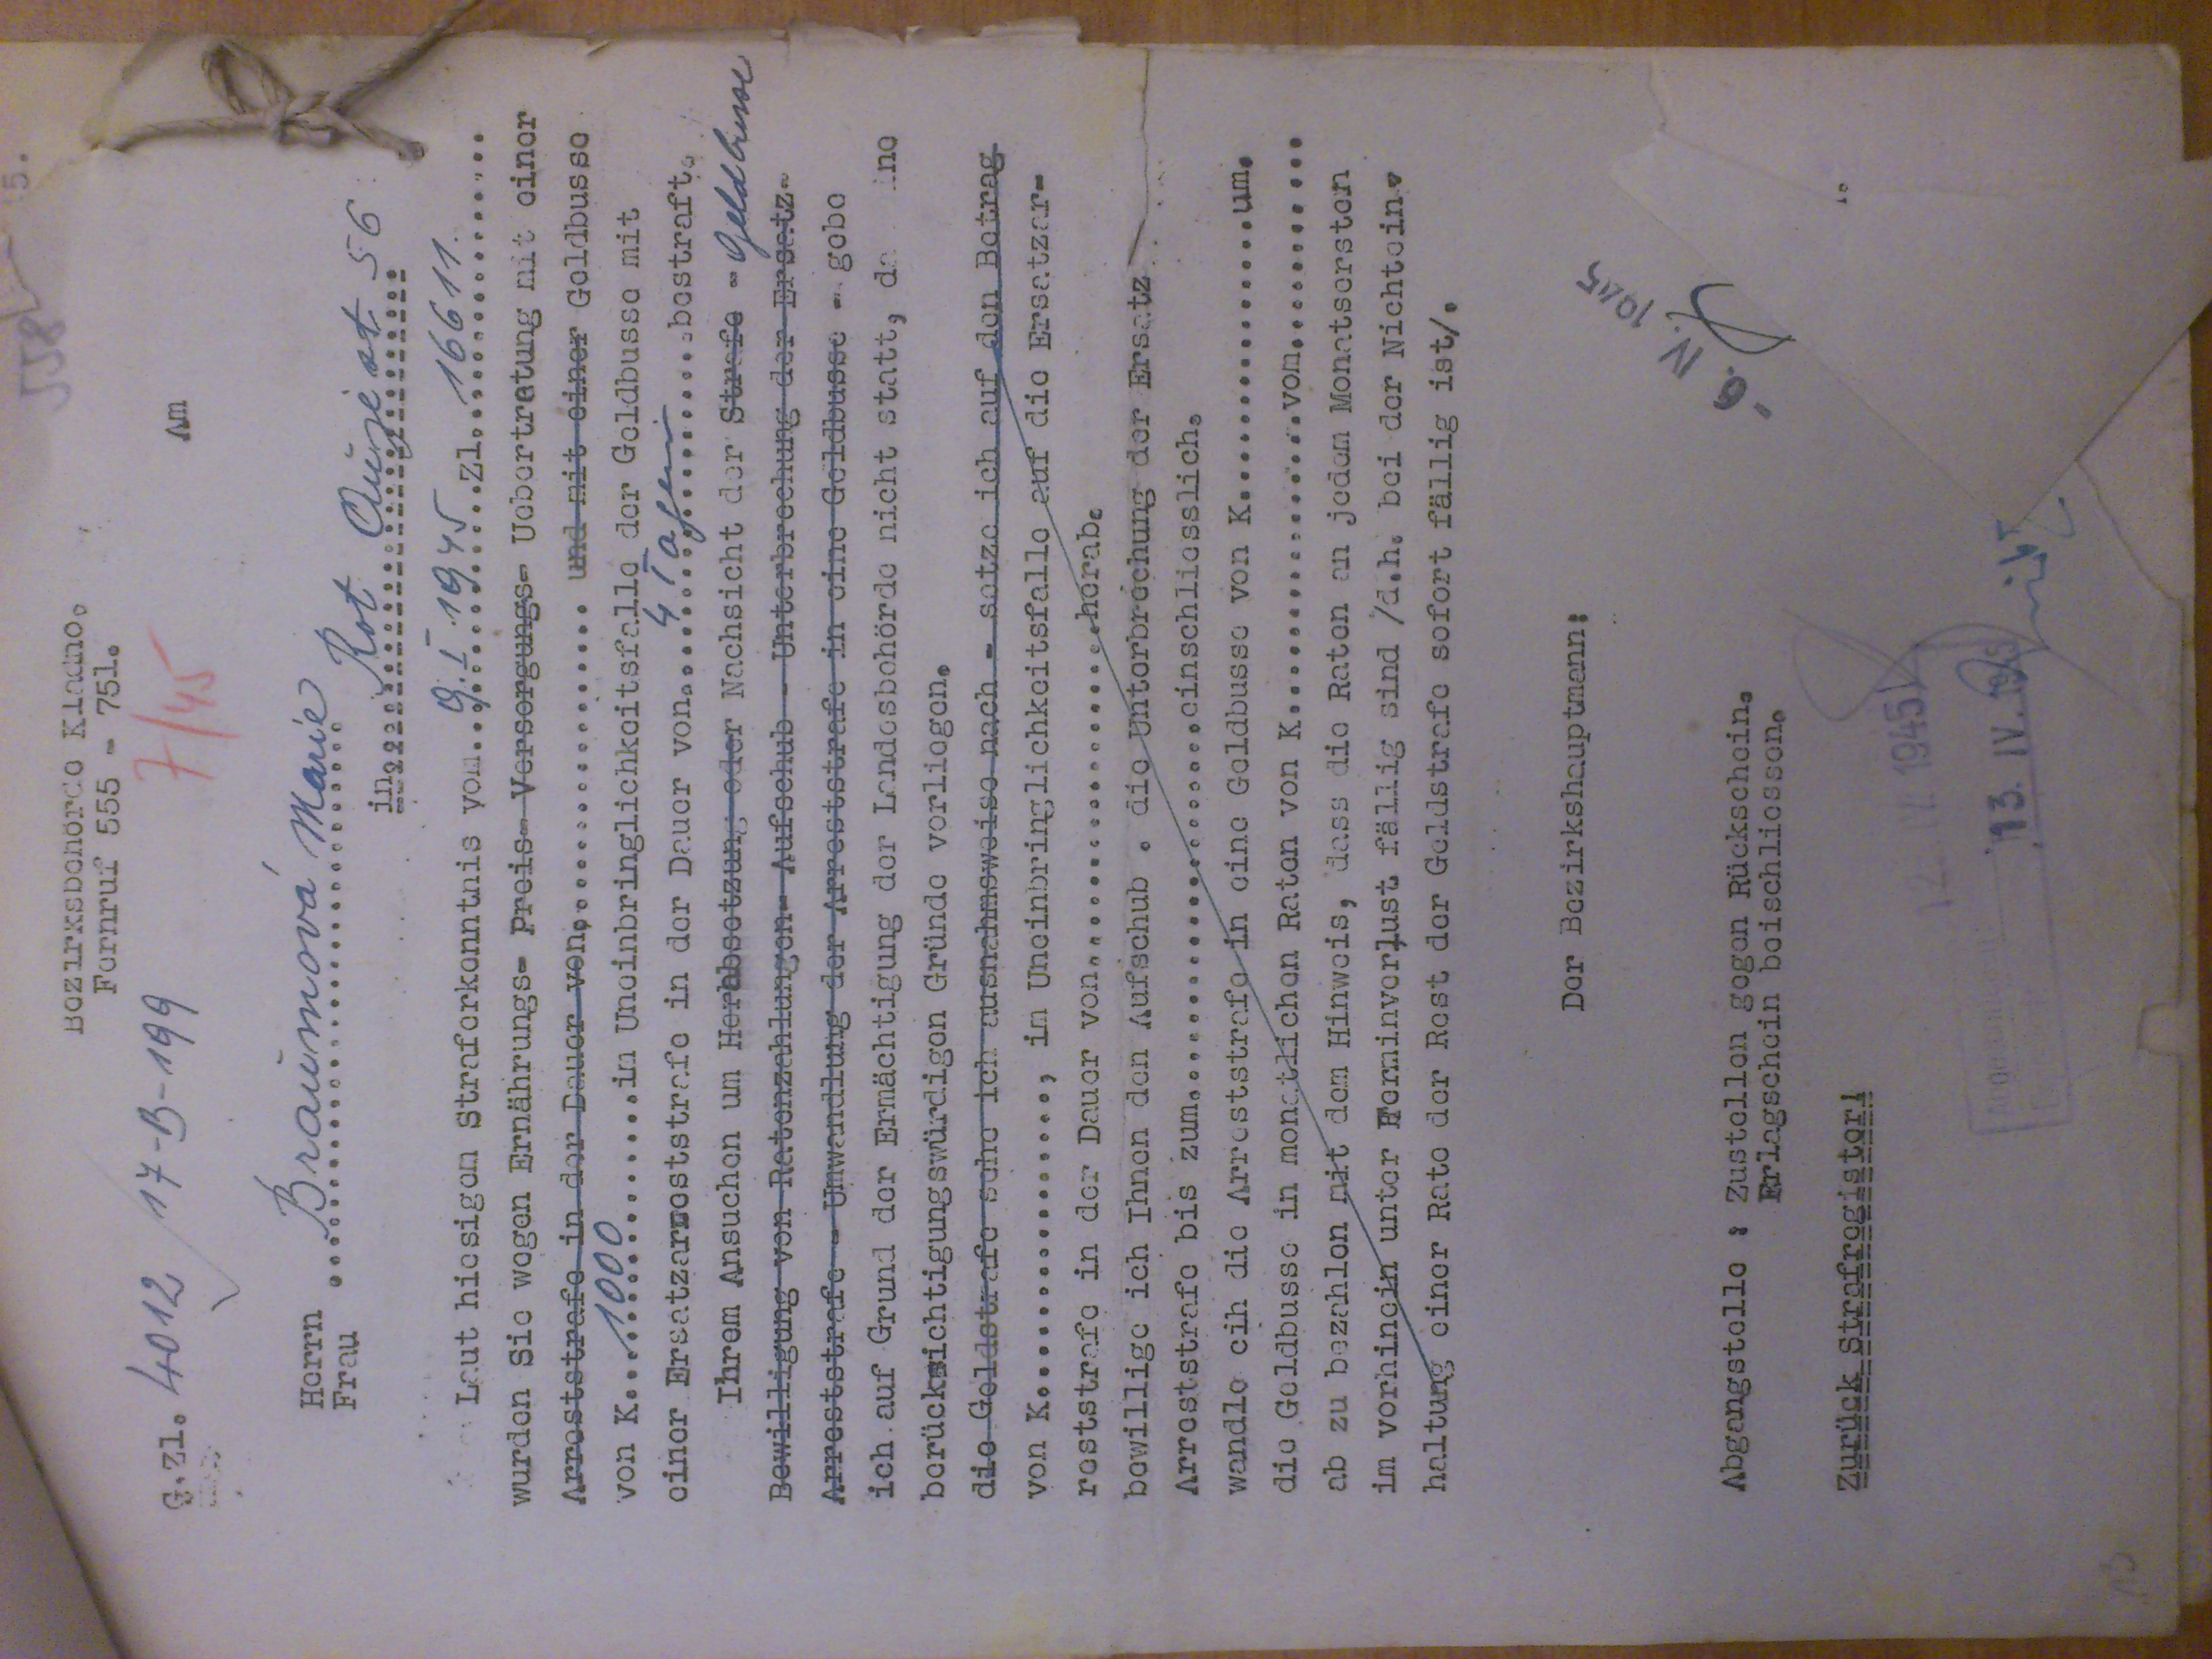 558
5.
Bezirksbehörde Kladno.
Fernruf 555 - 751.
G.Zl. 4012 / 17-B-199
7/45
Am
Herrn
Frau
Braumová Marie
in Rot Aujest 56
Laut hiesigem Straferkenntnis vom 9.I.1945 Zl. 16611.
wurden Sie wegen Ernährungs- Preis- Versorgungs- Uebertretung mit einer
Arreststrafe in der Dauer von.................. und mit einer Geldbusse
von K....1000............im Uneinbringlichkeitsfalle der Geldbusse mit
einer Ersatzarreststrafe in der Dauer von 4 Tagen bestraft.
Ihrem Ansuchen um Herabsetzung oder Nachsicht der Strafe - Geldbusse
Bewilligung von Ratenzahlungen- Aufschub - Unterbrechung der Ersatz-
Arreststrafe - Umwandlung der Arreststrafe in eine Geldbusse - gebe
ich auf Grund der Ermächtigung der Landesbehörde nicht statt, da
berücksichtigungswürdigen Gründe vorliegen.
die Geldstrafe sehe ich ausnahmsweise nach - setze ich auf den Betrag
von K................., im Uneinbringlichkeitsfalle auf die Ersatzar-
reststrafe in der Dauer von...................herab.
bewillige ich Ihnen den Aufschub . die Unterbrechung der Ersatz
Arreststrafe bis zum.....................einschliesslich.
wandle cih die Arreststrafe in eine Geldbusse von K................um.
die Geldbusse in monatlichen Raten von K.................vom............
ab zu bezahlen mit dem Hinweis, dass die Raten an jedem Monatsersten
im vorhinein unter Terminverlust fällig sind /d.h. bei der Nichtein-
haltung einer Rate der Rest der Geldstrafe sofort fällig ist/.
Der Bezirkshauptmann:
- 6. IV. 1945
Abgangstelle : Zustellen gegen Rückschein.
Erlagschein beischliessen.
Zurück Strafregister!
12. IV. 1945
13. IV. 1945